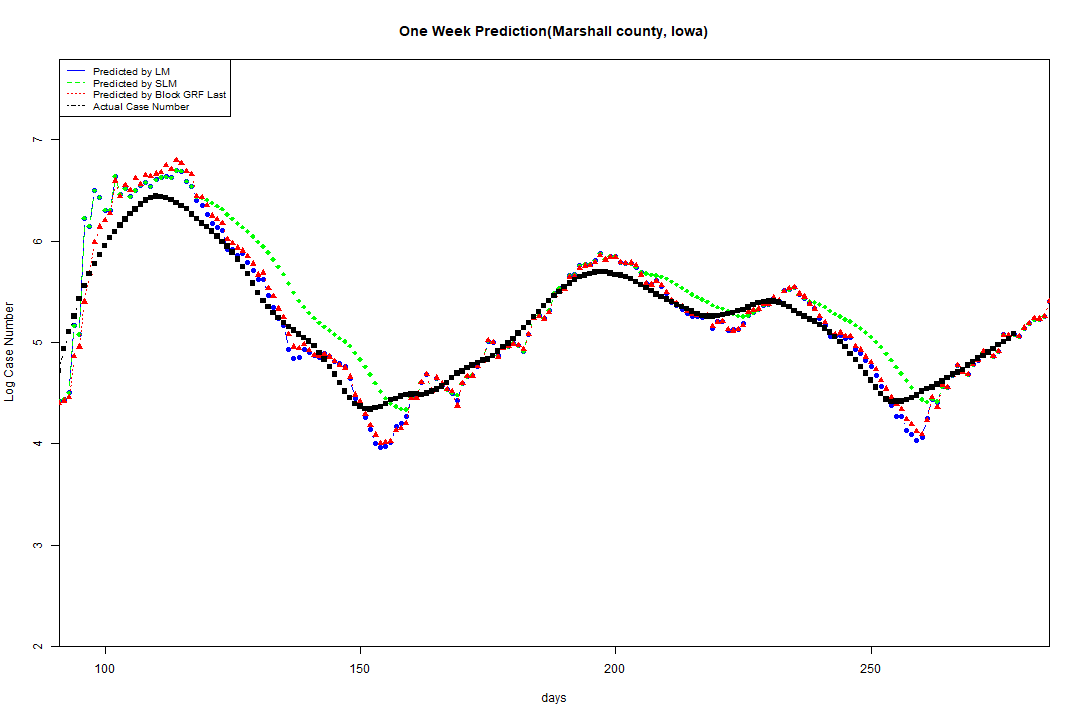 One Week Prediction(Marshall county, Iowa)
Predicted by LM
Predicted by SLM
Predicted by Block GRF Last
Actual Case Number
7
6
5
4
3
2
Log Case Number
100 150 200 250
days